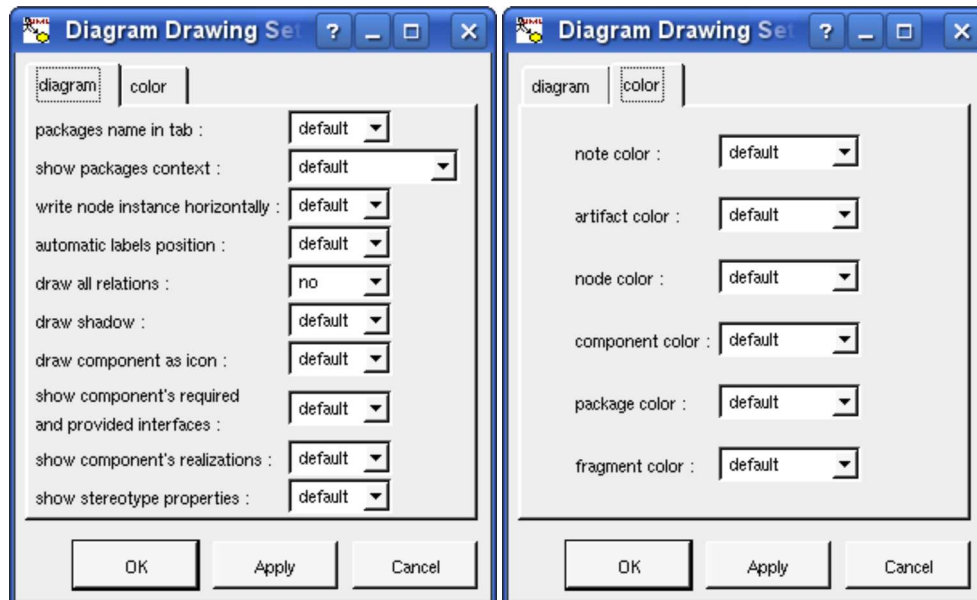 Diagram Drawing Set
diagram
color
packages name in tab :
default
show packages context :
default
write node instance horizontally :
default
automatic labels position :
default
draw all relations :
no
draw shadow :
default
draw component as icon :
default
show component's required
and provided interfaces :
default
show component's realizations :
default
show stereotype properties :
default
OK
Apply
Cancel
Diagram Drawing Set
diagram
color
note color :
default
artifact color :
default
node color :
default
component color :
default
package color :
default
fragment color :
default
OK
Apply
Cancel